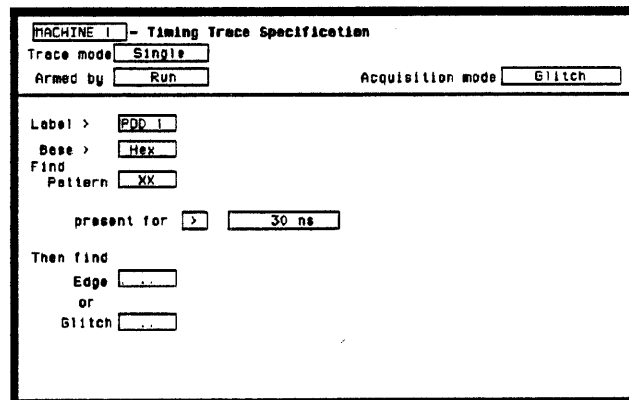 MACHINE 1 - Timing Trace Specification
Trace mode Single
Armed by Run Acquisition mode Glitch
Label > POD 1
Base > Hex
Find
Pattern XX
present for > 30 ns
Then find
Edge ..
or
Glitch ..